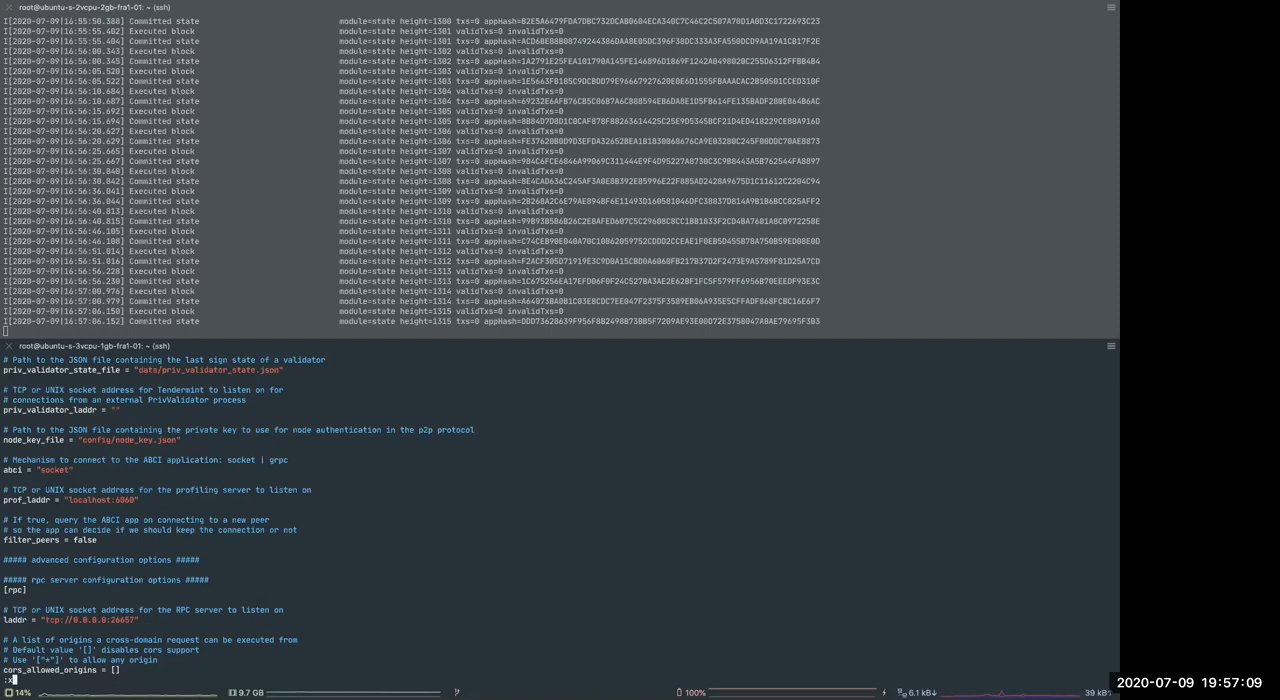 root@ubuntu-s-2vcpu-2gb-fra1-01: ~ (ssh)
I[2020-07-09|16:55:50.388] Committed state module=state height=1300 txs=0
I[2020-07-09|16:55:55.402] Executed block module=state height=1301 validTxs=0 invalidTxs=0
I[2020-07-09|16:55:55.404] Committed state module=state height=1301 txs=0
I[2020-07-09|16:56:00.343] Executed block module=state height=1302 validTxs=0 invalidTxs=0
I[2020-07-09|16:56:00.345] Committed state module=state height=1302 txs=0
I[2020-07-09|16:56:05.520] Executed block module=state height=1303 validTxs=0 invalidTxs=0
I[2020-07-09|16:56:05.522] Committed state module=state height=1303 txs=0
I[2020-07-09|16:56:10.684] Executed block module=state height=1304 validTxs=0 invalidTxs=0
I[2020-07-09|16:56:10.687] Committed state module=state height=1304 txs=0
I[2020-07-09|16:56:15.692] Executed block module=state height=1305 validTxs=0 invalidTxs=0
I[2020-07-09|16:56:15.694] Committed state module=state height=1305 txs=0
I[2020-07-09|16:56:20.627] Executed block module=state height=1306 validTxs=0 invalidTxs=0
I[2020-07-09|16:56:20.629] Committed state module=state height=1306 txs=0
I[2020-07-09|16:56:25.665] Executed block module=state height=1307 validTxs=0 invalidTxs=0
I[2020-07-09|16:56:25.667] Committed state module=state height=1307 txs=0
I[2020-07-09|16:56:30.840] Executed block module=state height=1308 validTxs=0 invalidTxs=0
I[2020-07-09|16:56:30.842] Committed state module=state height=1308 txs=0
I[2020-07-09|16:56:36.041] Executed block module=state height=1309 validTxs=0 invalidTxs=0
I[2020-07-09|16:56:36.044] Committed state module=state height=1309 txs=0
I[2020-07-09|16:56:40.813] Executed block module=state height=1310 validTxs=0 invalidTxs=0
I[2020-07-09|16:56:40.815] Committed state module=state height=1310 txs=0
I[2020-07-09|16:56:46.105] Executed block module=state height=1311 validTxs=0 invalidTxs=0
I[2020-07-09|16:56:46.108] Committed state module=state height=1311 txs=0
I[2020-07-09|16:56:51.014] Executed block module=state height=1312 validTxs=0 invalidTxs=0
I[2020-07-09|16:56:51.016] Committed state module=state height=1312 txs=0
I[2020-07-09|16:56:56.228] Executed block module=state height=1313 validTxs=0 invalidTxs=0
I[2020-07-09|16:56:56.230] Committed state module=state height=1313 txs=0
I[2020-07-09|16:57:00.976] Executed block module=state height=1314 validTxs=0 invalidTxs=0
I[2020-07-09|16:57:00.979] Committed state module=state height=1314 txs=0
I[2020-07-09|16:57:06.150] Executed block module=state height=1315 validTxs=0 invalidTxs=0
I[2020-07-09|16:57:06.152] Committed state module=state height=1315 txs=0
root@ubuntu-s-3vcpu-1gb-fra1-01: ~ (ssh)
# Path to the JSON file containing the last sign state of a validator
priv_validator_state_file = "data/priv_validator_state.json"
# TCP or UNIX socket address for Tendermint to listen on for
# connections from an external PrivValidator process
priv_validator_laddr = ""
# Path to the JSON file containing the private key to use for node authentication in the p2p protocol
node_key_file = "config/node_key.json"
# Mechanism to connect to the ABCI application: socket | grpc
abci = "socket"
# TCP or UNIX socket address for the profiling server to listen on
prof_laddr = "localhost:6060"
# If true, query the ABCI app on connecting to a new peer
# so the app can decide if we should keep the connection or not
filter_peers = false
##### advanced configuration options #####
##### rpc server configuration options #####
[rpc]
# TCP or UNIX socket address for the RPC server to listen on
laddr = "tcp://0.0.0.0:26657"
# A list of origins a cross-domain request can be executed from
# Default value '[]' disables cors support
# Use '["*"]' to allow any origin
cors_allowed_origins = []
:x
14% 9.7 GB 100% 6.1 kB↓ 39 kB↑
2020-07-09 19:57:09